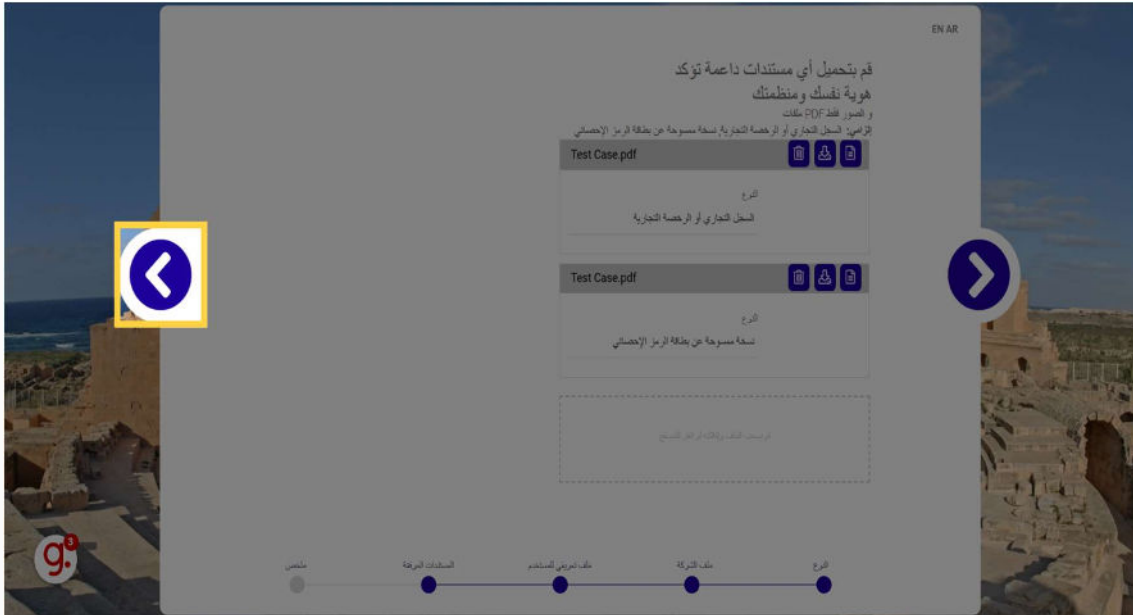 EN AR
قم بتحميل أي مستندات داعمة تؤكد
هوية نفسك ومنظمتك
و الصور فقط PDF ملفات
إلزامي: السجل التجاري أو الرخصة التجارية, نسخة ممسوحة عن بطاقة الرمز الإحصائي
Test Case.pdf
النوع
السجل التجاري أو الرخصة التجارية
Test Case.pdf
النوع
نسخة ممسوحة عن بطاقة الرمز الإحصائي
النوع
ملف الشركة
ملف تعريفي للمستخدم
المستندات المرفقة
ملخص
g.
3